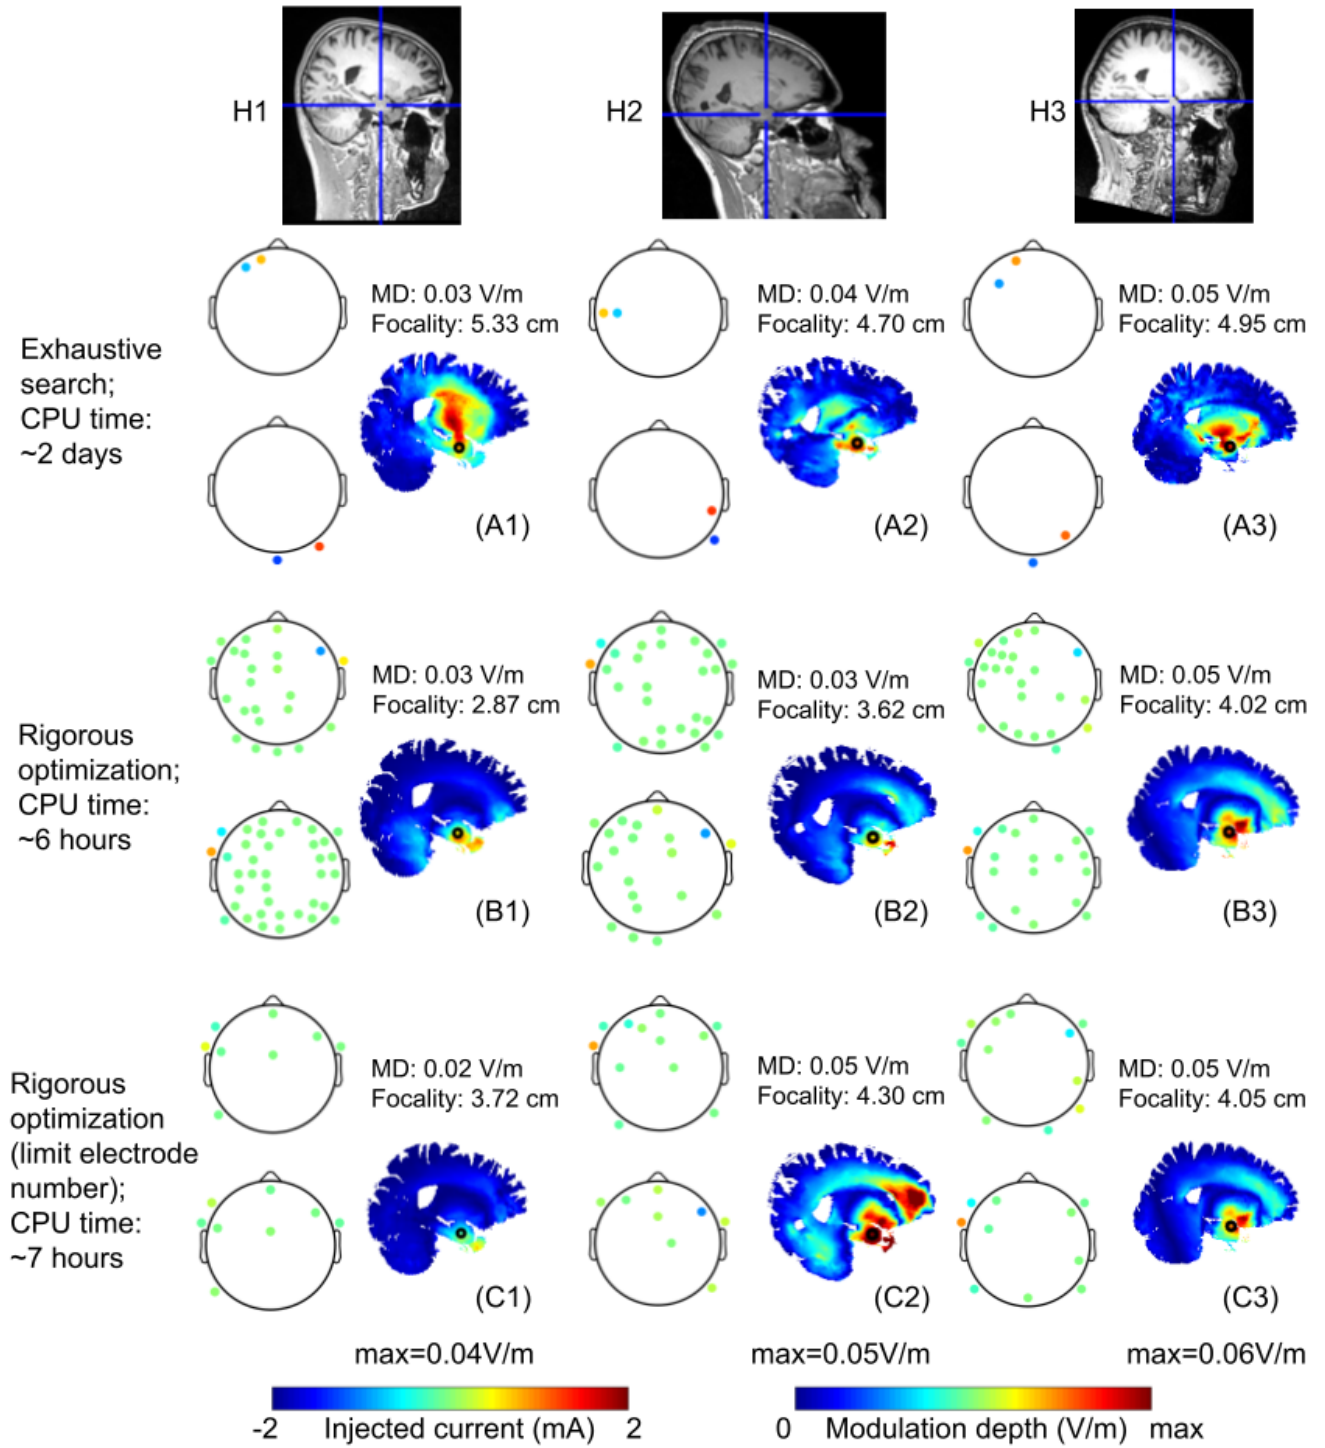 H1
H2
H3
Exhaustive
search;
CPU time:
~2 days
MD: 0.03 V/m
Focality: 5.33 cm
(A1)
MD: 0.04 V/m
Focality: 4.70 cm
(A2)
MD: 0.05 V/m
Focality: 4.95 cm
(A3)
Rigorous
optimization;
CPU time:
~6 hours
MD: 0.03 V/m
Focality: 2.87 cm
(B1)
MD: 0.03 V/m
Focality: 3.62 cm
(B2)
MD: 0.05 V/m
Focality: 4.02 cm
(B3)
Rigorous
optimization
(limit electrode
number);
CPU time:
~7 hours
MD: 0.02 V/m
Focality: 3.72 cm
(C1)
MD: 0.05 V/m
Focality: 4.30 cm
(C2)
MD: 0.05 V/m
Focality: 4.05 cm
(C3)
max=0.04V/m
max=0.05V/m
max=0.06V/m
-2 Injected current (mA) 2
0 Modulation depth (V/m) max